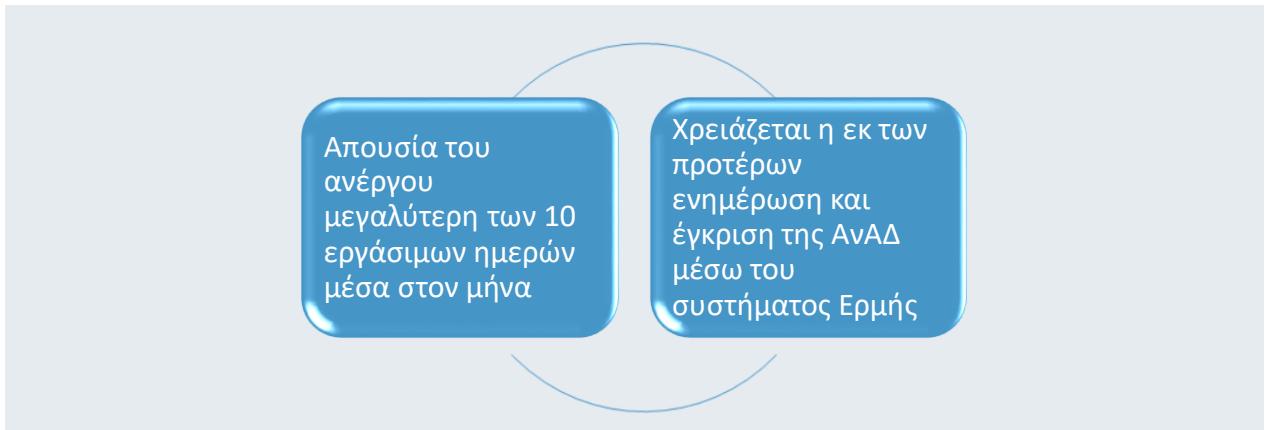 Απουσία του
ανέργου
μεγαλύτερη των 10
εργάσιμων ημερών
μέσα στον μήνα
Χρειάζεται η εκ των
προτέρων
ενημέρωση και
έγκριση της ΑνΑΔ
μέσω του
συστήματος Ερμής